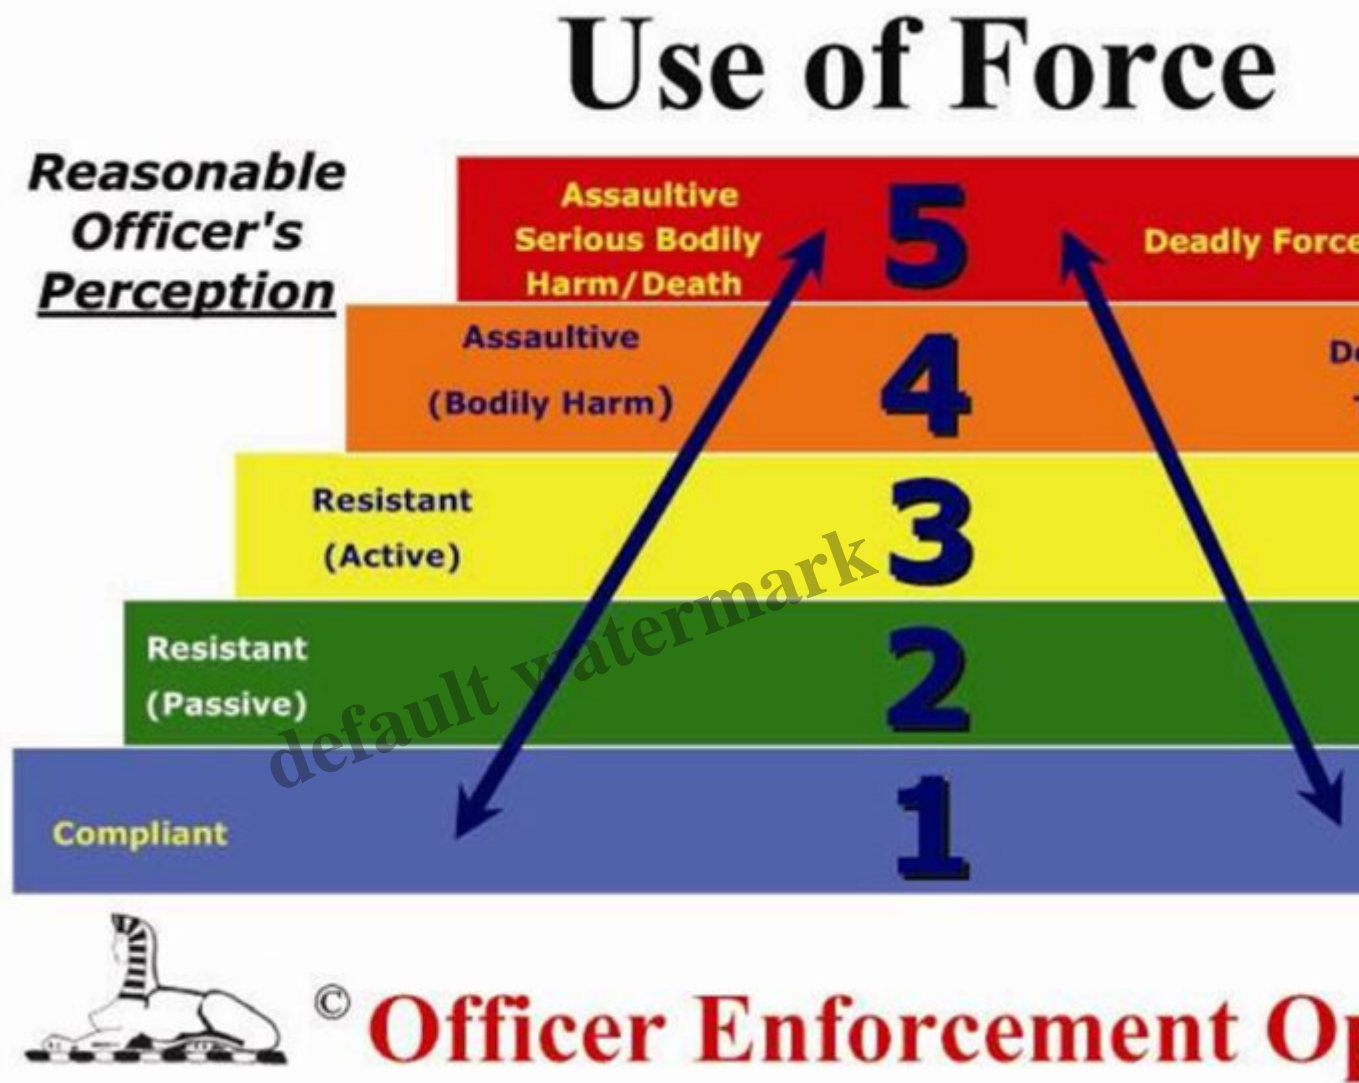 Use of Force
Reasonable
Officer's
Perception
Assaultive
Serious Bodily
Harm/Death
5
Deadly Force
Assaultive
(Bodily Harm)
4
Resistant
(Active)
3
Resistant
(Passive)
2
Compliant
1
default watermark
© Officer Enforcement